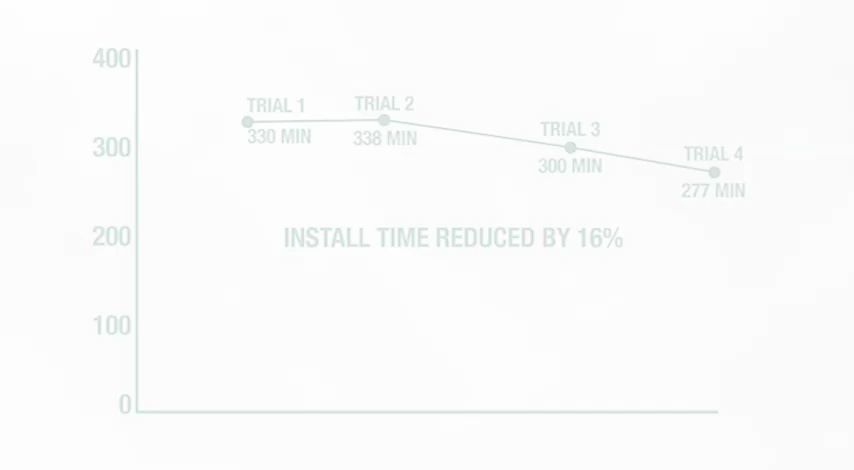 400
TRIAL 1
TRIAL 2
330 MIN
338 MIN
TRIAL 3
300
300 MIN
TRIAL 4
277 MIN
200
INSTALL TIME REDUCED BY 16%
100
0